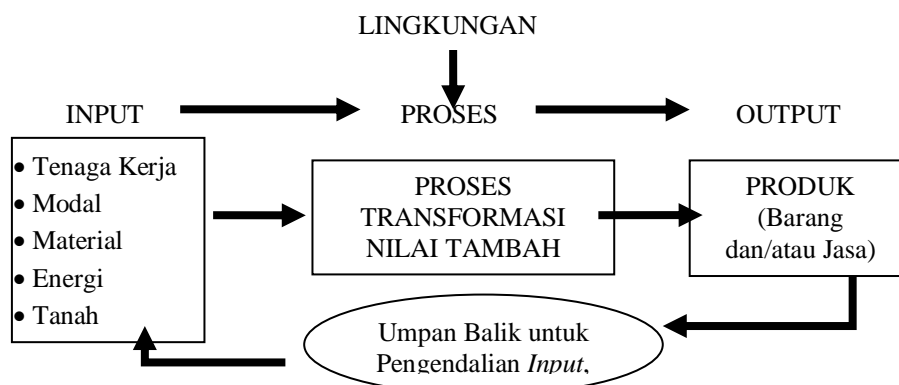 LINGKUNGAN
INPUT
PROSES
OUTPUT
• Tenaga Kerja
• Modal
• Material
• Energi
• Tanah
PROSES
TRANSFORMASI
NILAI TAMBAH
PRODUK
(Barang
dan/atau Jasa)
Umpan Balik untuk
Pengendalian Input,